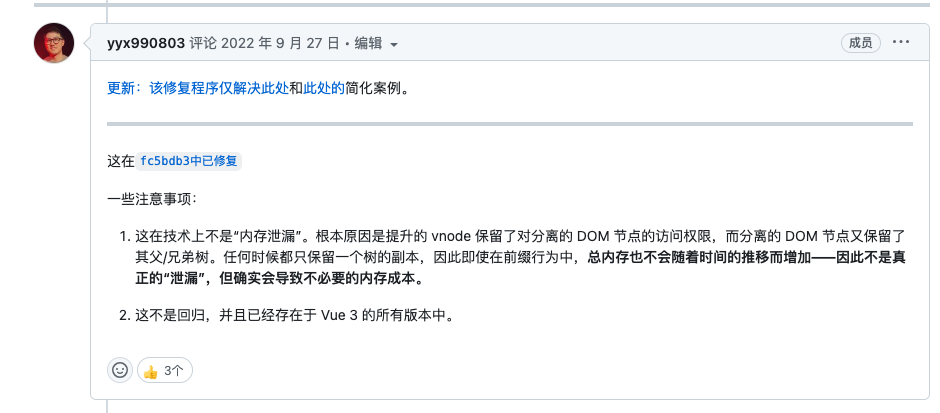 yyx990803 评论 2022 年 9 月 27 日 • 编辑
成员
更新：该修复程序仅解决此处和此处的简化案例。
这在 fc5bdb3中已修复
一些注意事项：
1. 这在技术上不是“内存泄漏”。根本原因是提升的 vnode 保留了对分离的 DOM 节点的访问权限，而分离的 DOM 节点又保留了
其父/兄弟树。任何时候都只保留一个树的副本，因此即使在前缀行为中，总内存也不会随着时间的推移而增加——因此不是真
正的“泄漏”，但确实会导致不必要的内存成本。
2. 这不是回归，并且已经存在于 Vue 3 的所有版本中。
3个